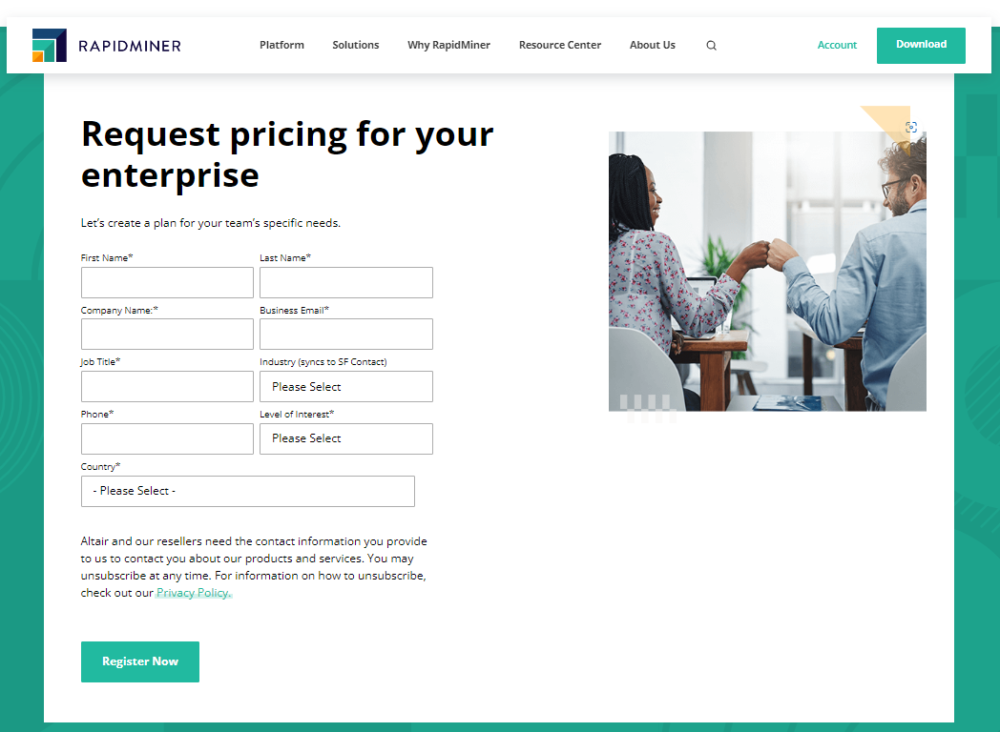 RAPIDMINER
Platform
Solutions
Why RapidMiner
Resource Center
About Us
Account
Download
Request pricing for your
enterprise
Let's create a plan for your team's specific needs.
First Name*
Last Name*
Company Name:*
Business Email*
Job Title*
Industry (syncs to SF Contact)
Please Select
Phone*
Level of Interest*
Please Select
Country*
- Please Select -
Altair and our resellers need the contact information you provide
to us to contact you about our products and services. You may
unsubscribe at any time. For information on how to unsubscribe,
check out our Privacy Policy.
Register Now